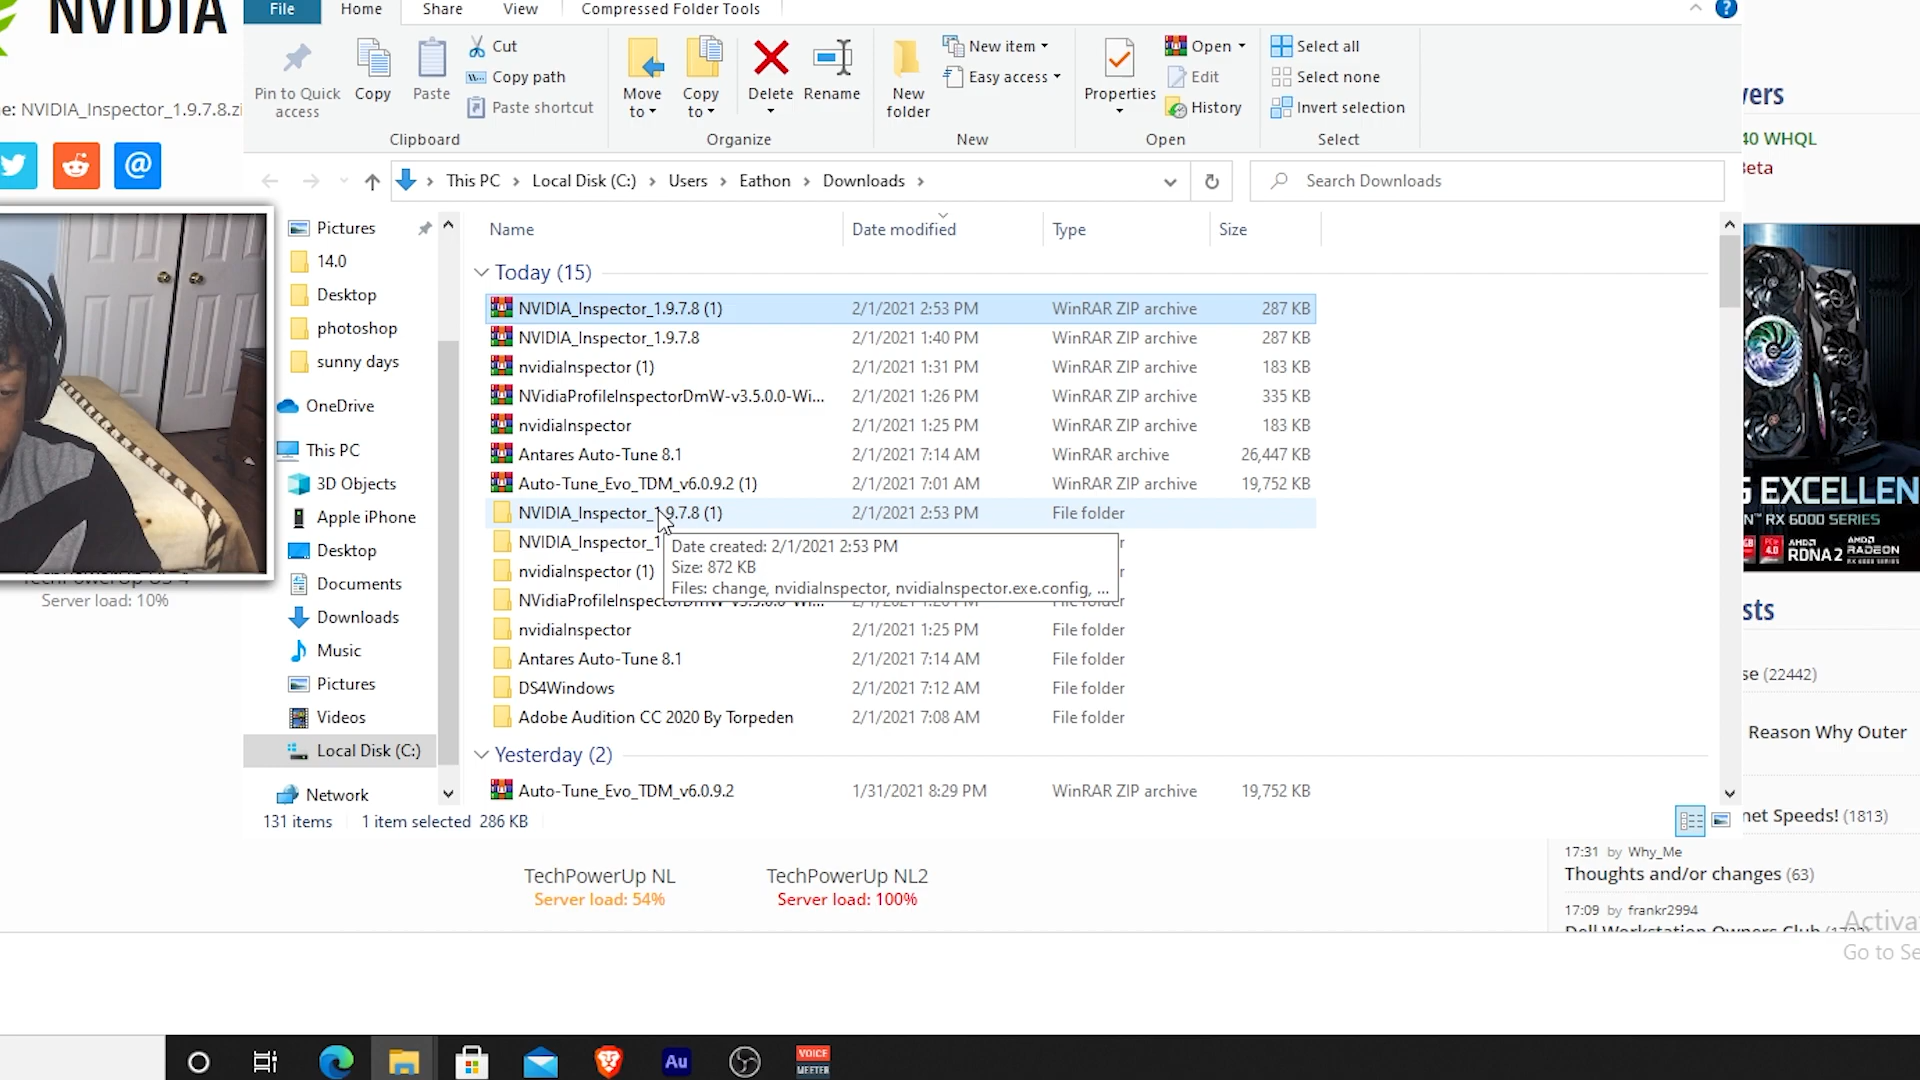 NVIDIA
e: NVIDIA_Inspector_1.9.7.8.zi
File
Home
Share
View
Compressed Folder Tools
Pin to Quick access
Copy
Paste
Cut
Copy path
Paste shortcut
Clipboard
Move to
Copy to
Delete
Rename
Organize
New folder
New item
Easy access
New
Properties
Open
Edit
History
Open
Select all
Select none
Invert selection
Select
This PC
Local Disk (C:)
Users
Eathon
Downloads
Search Downloads
Pictures
14.0
Desktop
photoshop
sunny days
OneDrive
This PC
3D Objects
Apple iPhone
Desktop
Documents
Downloads
Music
Pictures
Videos
Local Disk (C:)
Network
Name Date modified Type Size
Today (15)
NVIDIA_Inspector_1.9.7.8 (1) 2/1/2021 2:53 PM WinRAR ZIP archive 287 KB
NVIDIA_Inspector_1.9.7.8 2/1/2021 1:40 PM WinRAR ZIP archive 287 KB
nvidiaInspector (1) 2/1/2021 1:31 PM WinRAR ZIP archive 183 KB
NVidiaProfileInspectorDmW-v3.5.0.0-Wi... 2/1/2021 1:26 PM WinRAR ZIP archive 335 KB
nvidiaInspector 2/1/2021 1:25 PM WinRAR ZIP archive 183 KB
Antares Auto-Tune 8.1 2/1/2021 7:14 AM WinRAR archive 26,447 KB
Auto-Tune_Evo_TDM_v6.0.9.2 (1) 2/1/2021 7:01 AM WinRAR ZIP archive 19,752 KB
NVIDIA_Inspector_1.9.7.8 (1) 2/1/2021 2:53 PM File folder
NVIDIA_Inspector_1
Date created: 2/1/2021 2:53 PM
Size: 872 KB
Files: change, nvidiaInspector, nvidiaInspector.exe.config, ...
nvidiaInspector (1)
nvidiaInspector 2/1/2021 1:25 PM File folder
Antares Auto-Tune 8.1 2/1/2021 7:14 AM File folder
DS4Windows 2/1/2021 7:12 AM File folder
Adobe Audition CC 2020 By Torpeden 2/1/2021 7:08 AM File folder
Yesterday (2)
Auto-Tune_Evo_TDM_v6.0.9.2 1/31/2021 8:29 PM WinRAR ZIP archive 19,752 KB
131 items 1 item selected 286 KB
Server load: 10%
TechPowerUp NL
Server load: 54%
TechPowerUp NL2
Server load: 100%
vers
40 WHQL
Beta
G EXCELLEN
N™ RX 6000 SERIES
AMD
RDNA 2
AMD
RADEON
sts
se (22442)
Reason Why Outer
net Speeds! (1813)
17:31 by Why_Me
Thoughts and/or changes (63)
17:09 by frankr2994
Dell Workstation Owners Club
Activa
Go to Se
Au
VOICE
MEETER